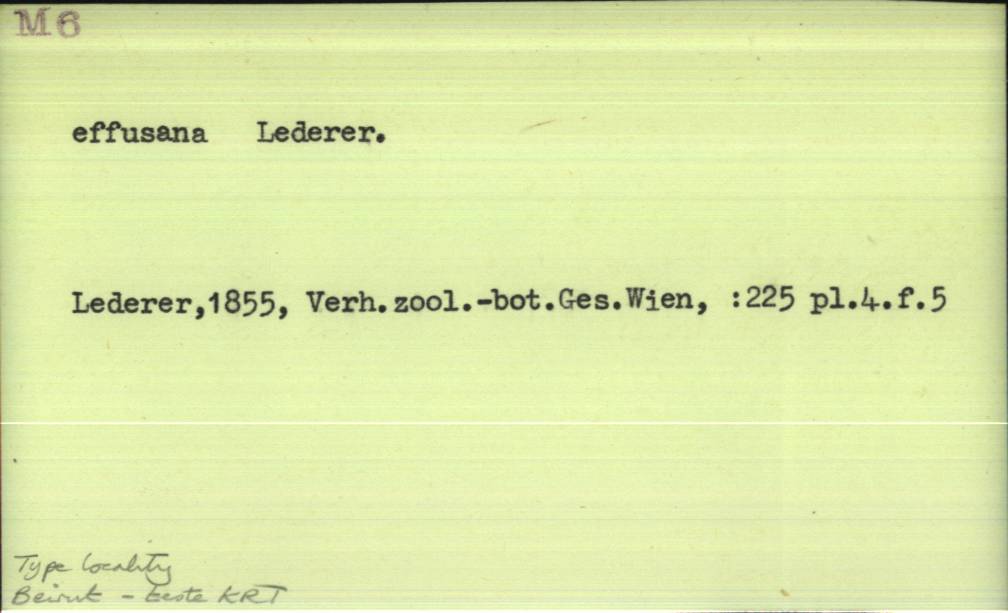 M6
effusana Lederer.
Lederer,1855, Verh.zool.-bot.Ges.Wien, :225 pl.4.f.5
Type locality
Beirut - teste KRT